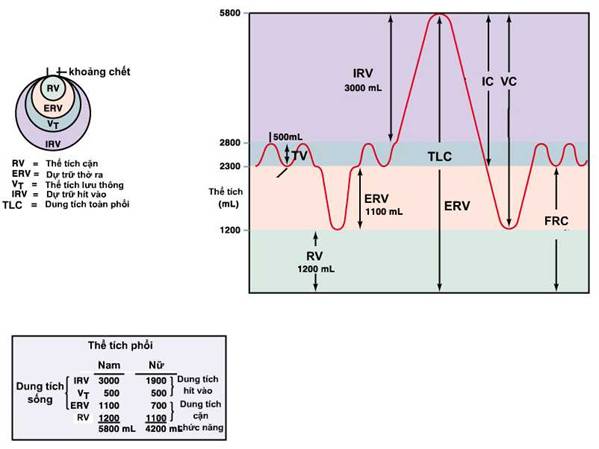 khoảng chết
RV
ERV
VT
IRV
RV = Thể tích cặn
ERV = Dự trữ thở ra
VT = Thể tích lưu thông
IRV = Dự trữ hít vào
TLC = Dung tích toàn phổi
5800
2800
2300
Thể tích
(mL)
1200
IRV
3000 mL
IC VC
500mL
TV
TLC
ERV
1100 mL
ERV
FRC
RV
1200 mL
Thể tích phổi
Nam Nữ
Dung tích
sống
IRV 3000 1900
VT 500 500
ERV 1100 700
RV 1200 1100
5800 mL 4200 mL
Dung tích
hít vào
Dung tích
cặn
chức năng